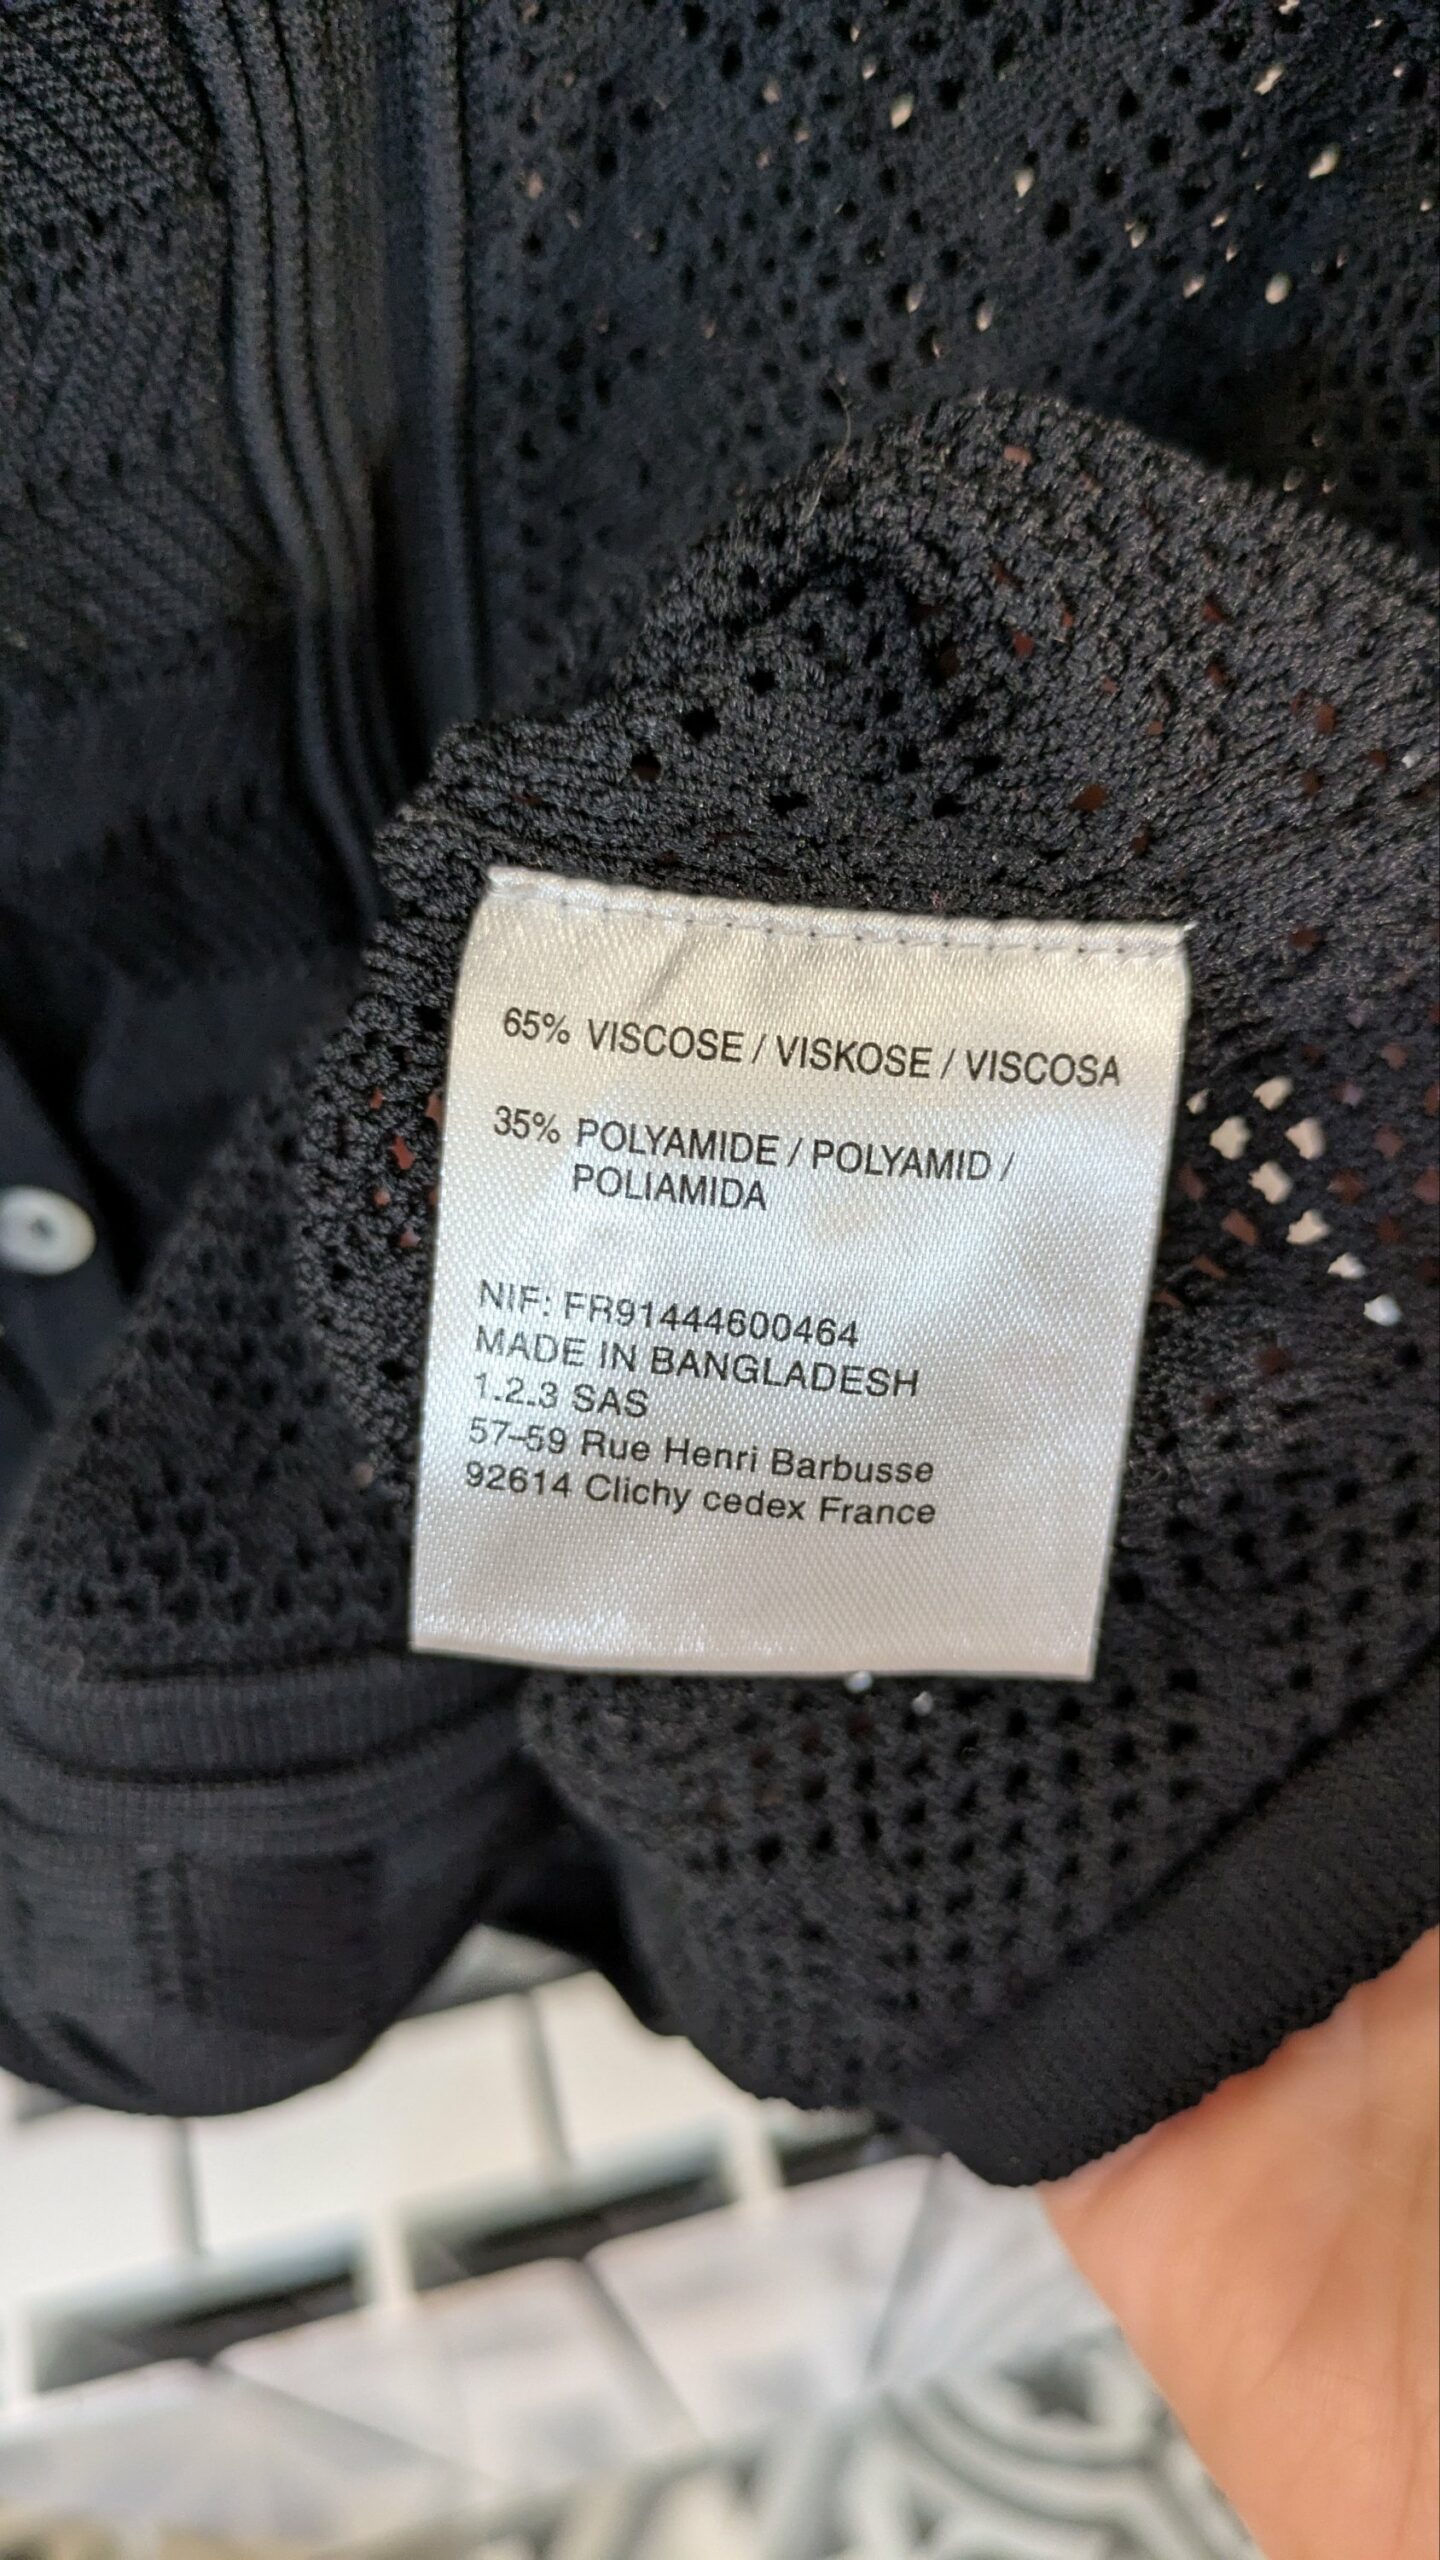 65% VISCOSE / VISKOSE / VISCOSA
35% POLYAMIDE / POLYAMID /
POLIAMIDA
NIF: FR91444600464
MADE IN BANGLADESH
1.2.3 SAS
57-59 Rue Henri Barbusse
92614 Clichy cedex France